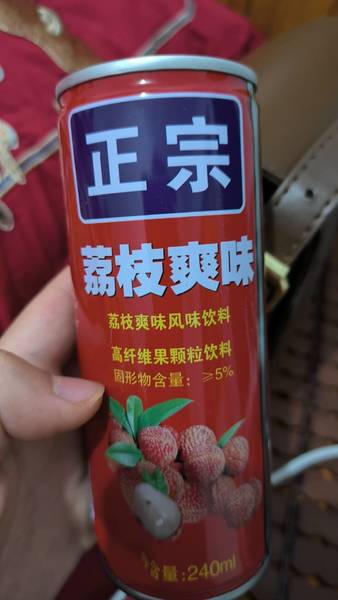 正宗
荔枝爽味
荔枝爽味风味饮料
高纤维果颗粒饮料
固形物含量：≥5%
含量:240ml